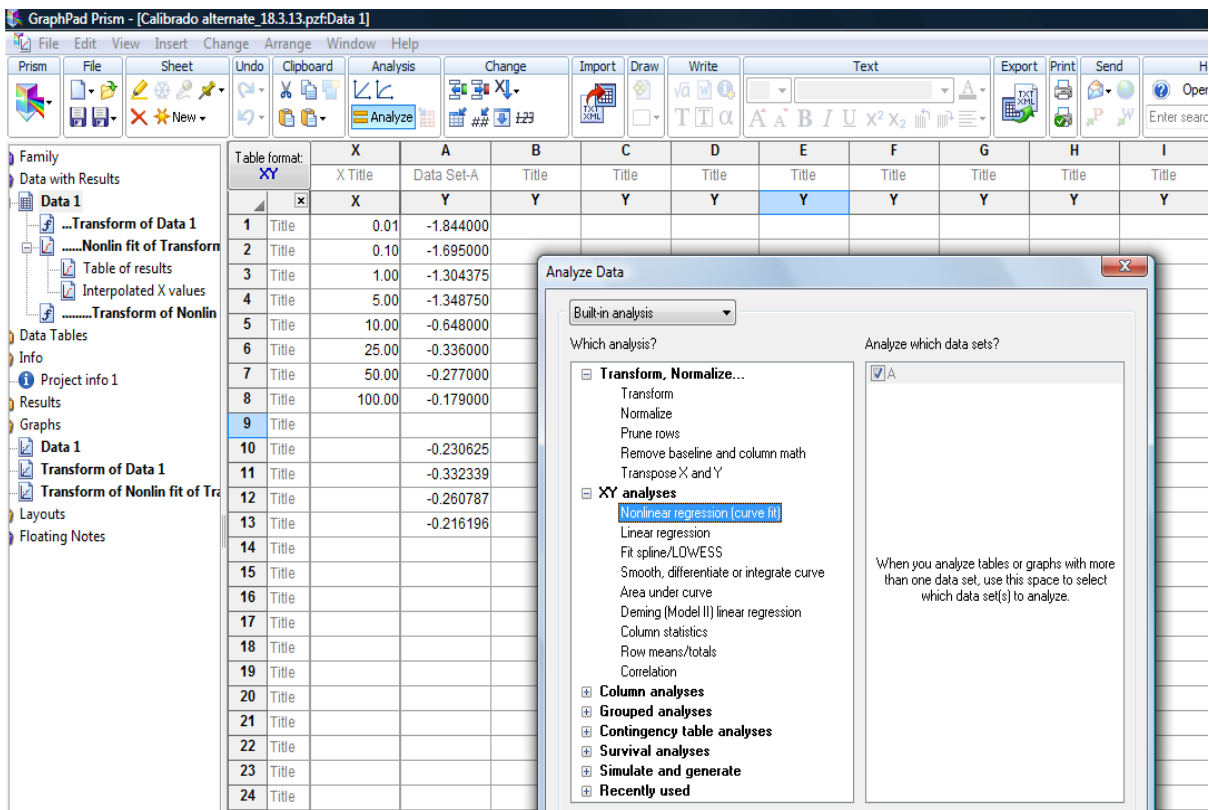 GraphPad Prism - [Calibrado alternate_18.3.13.pzf:Data 1]
File Edit View Insert Change Arrange Window Help
Prism File Sheet Undo Clipboard Analysis Change Import Draw Write Text Export Print Send H
New Analyze Oper
Enter searc
Family
Data with Results
Data 1
...Transform of Data 1
......Nonlin fit of Transform
Table of results
Interpolated X values
.........Transform of Nonlin
Data Tables
Info
Project info 1
Results
Graphs
Data 1
Transform of Data 1
Transform of Nonlin fit of Tra
Layouts
Floating Notes
Table format: X A B C D E F G H I
XY X Title Data Set-A Title Title Title Title Title Title Title Title
X Y Y Y Y Y Y Y Y Y
1 Title 0.01 -1.844000
2 Title 0.10 -1.695000
3 Title 1.00 -1.304375
4 Title 5.00 -1.348750
5 Title 10.00 -0.648000
6 Title 25.00 -0.336000
7 Title 50.00 -0.277000
8 Title 100.00 -0.179000
9 Title
10 Title -0.230625
11 Title -0.332339
12 Title -0.260787
13 Title -0.216196
14 Title
15 Title
16 Title
17 Title
18 Title
19 Title
20 Title
21 Title
22 Title
23 Title
24 Title
Analyze Data
Built-in analysis
Which analysis?
Transform, Normalize...
Transform
Normalize
Prune rows
Remove baseline and column math
Transpose X and Y
XY analyses
Nonlinear regression (curve fit)
Linear regression
Fit spline/LOWESS
Smooth, differentiate or integrate curve
Area under curve
Deming (Model II) linear regression
Column statistics
Row means/totals
Correlation
Column analyses
Grouped analyses
Contingency table analyses
Survival analyses
Simulate and generate
Recently used
Analyze which data sets?
A
When you analyze tables or graphs with more
than one data set, use this space to select
which data set(s) to analyze.